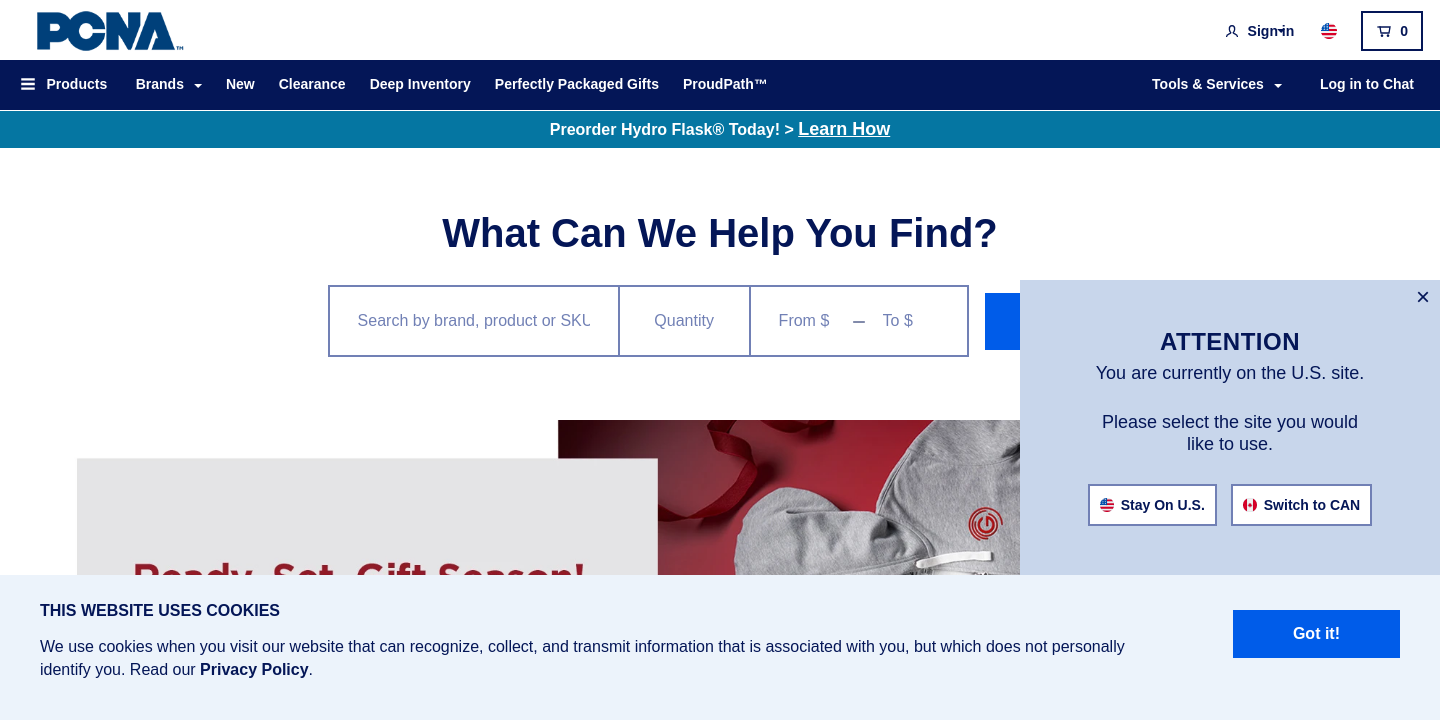 PCNA™
Sign in
0
Products
Brands
New
Clearance
Deep Inventory
Perfectly Packaged Gifts
ProudPath™
Tools & Services
Log in to Chat
Preorder Hydro Flask® Today! > Learn How
What Can We Help You Find?
Search by brand, product or SKU
Quantity
From $ – To $
×
ATTENTION
You are currently on the U.S. site.
Please select the site you would
like to use.
Stay On U.S.
Switch to CAN
Ready, Set, Gift Season!
THIS WEBSITE USES COOKIES
We use cookies when you visit our website that can recognize, collect, and transmit information that is associated with you, but which does not personally
identify you. Read our Privacy Policy.
Got it!